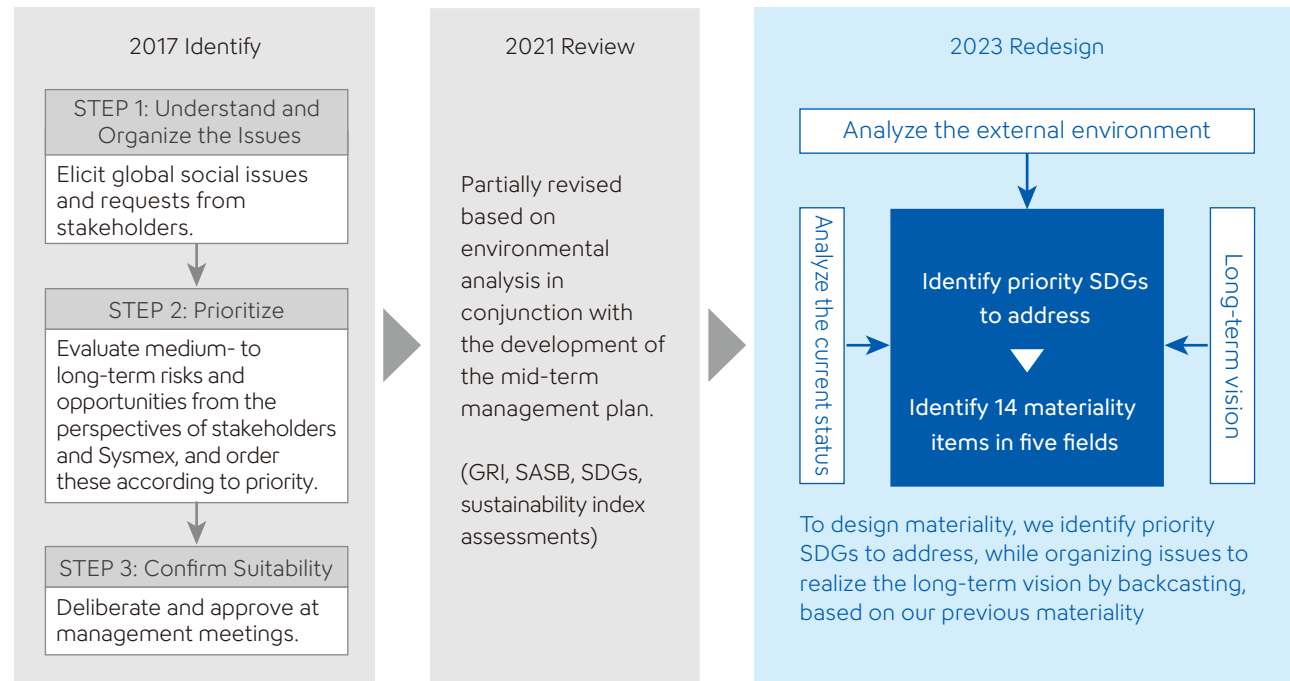 2017 Identify
STEP 1: Understand and
Organize the Issues
Elicit global social issues
and requests from
stakeholders.
STEP 2: Prioritize
Evaluate medium- to
long-term risks and
opportunities from the
perspectives of stakeholders
and Sysmex, and order
these according to priority.
STEP 3: Confirm Suitability
Deliberate and approve at
management meetings.
2021 Review
Partially revised
based on
environmental
analysis in
conjunction with
the development of
the mid-term
management plan.
(GRI, SASB, SDGs,
sustainability index
assessments)
2023 Redesign
Analyze the external environment
Analyze the current status
Identify priority SDGs
to address
Identify 14 materiality
items in five fields
Long-term vision
To design materiality, we identify priority
SDGs to address, while organizing issues to
realize the long-term vision by backcasting,
based on our previous materiality